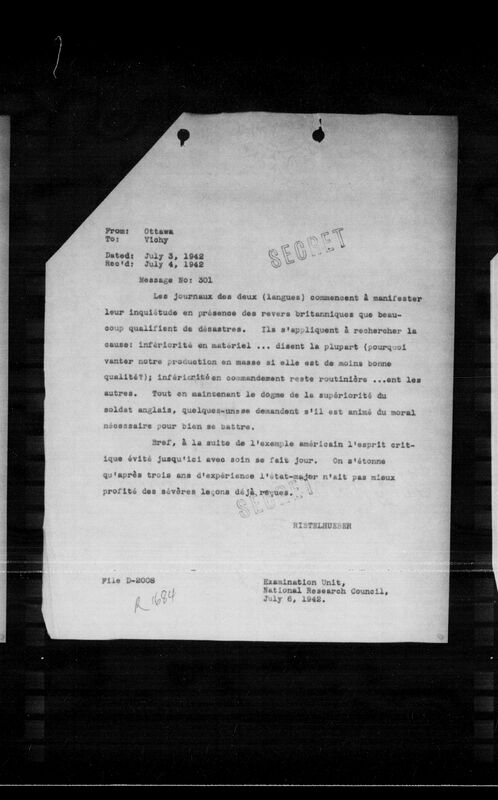 From: Ottawa
To: Vichy
Dated: July 3, 1942
Rec'd: July 4, 1942
SECRET
Message No: 301
Les journaux des deux (langues) commencent à manifester
leur inquiétude en présence des revers britanniques que beau-
coup qualifient de désastres. Ils s'appliquent à rechercher la
cause: infériorité en matériel ... disent la plupart (pourquoi
vanter notre production en masse si elle est de moins bonne
qualité?); infériorité en commandement reste routinière ...ent les
autres. Tout en maintenant le dogme de la supériorité du
soldat anglais, quelques-unsse demandent s'il est animé du moral
nécessaire pour bien se battre.
Bref, à la suite de l'exemple américain l'esprit crit-
ique évité jusqu'ici avec soin se fait jour. On s'étonne
qu'après trois ans d'expérience l'état-major n'ait pas mieux
profité des sévères leçons déjà reçues.
SECRET
RISTELHUEBER
File D-2008
Examination Unit,
National Research Council,
July 6, 1942.
R 1684